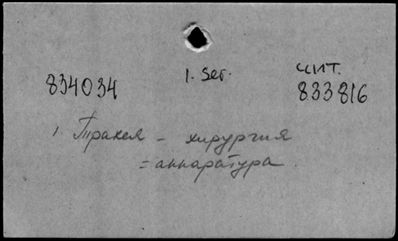 834034 1. Ser. чит.
833816
1 Трахея - хирургия
= аппаратура.